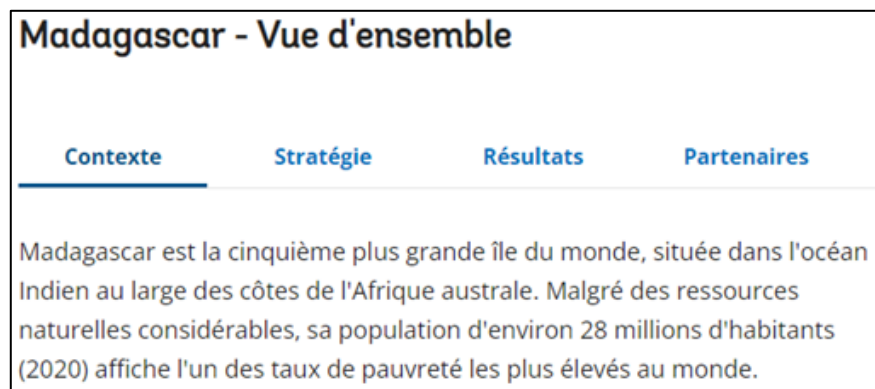 Madagascar - Vue d'ensemble
Contexte Stratégie Résultats Partenaires
Madagascar est la cinquième plus grande île du monde, située dans l'océan
Indien au large des côtes de l'Afrique australe. Malgré des ressources
naturelles considérables, sa population d'environ 28 millions d'habitants
(2020) affiche l'un des taux de pauvreté les plus élevés au monde.